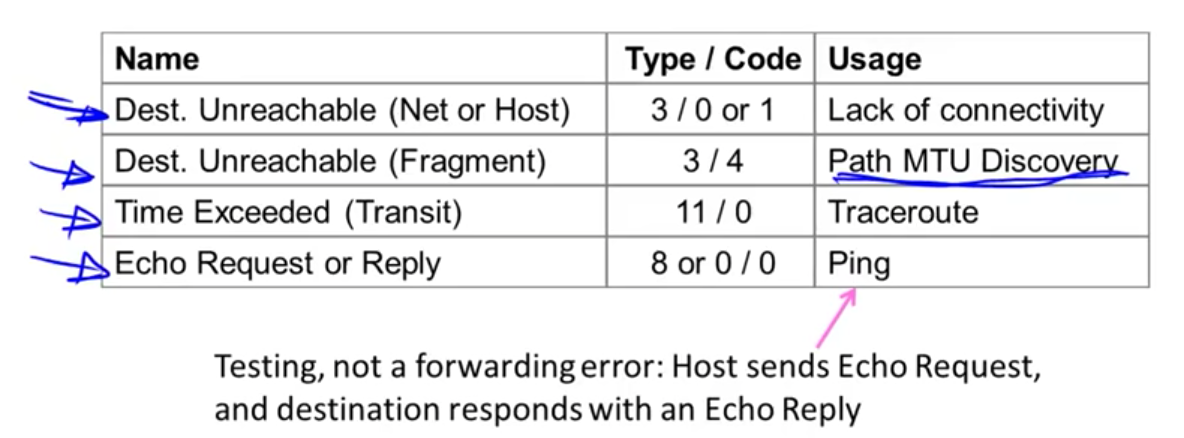 Name Type / Code Usage
Dest. Unreachable (Net or Host) 3 / 0 or 1 Lack of connectivity
Dest. Unreachable (Fragment) 3 / 4 Path MTU Discovery
Time Exceeded (Transit) 11 / 0 Traceroute
Echo Request or Reply 8 or 0 / 0 Ping
Testing, not a forwarding error: Host sends Echo Request,
and destination responds with an Echo Reply